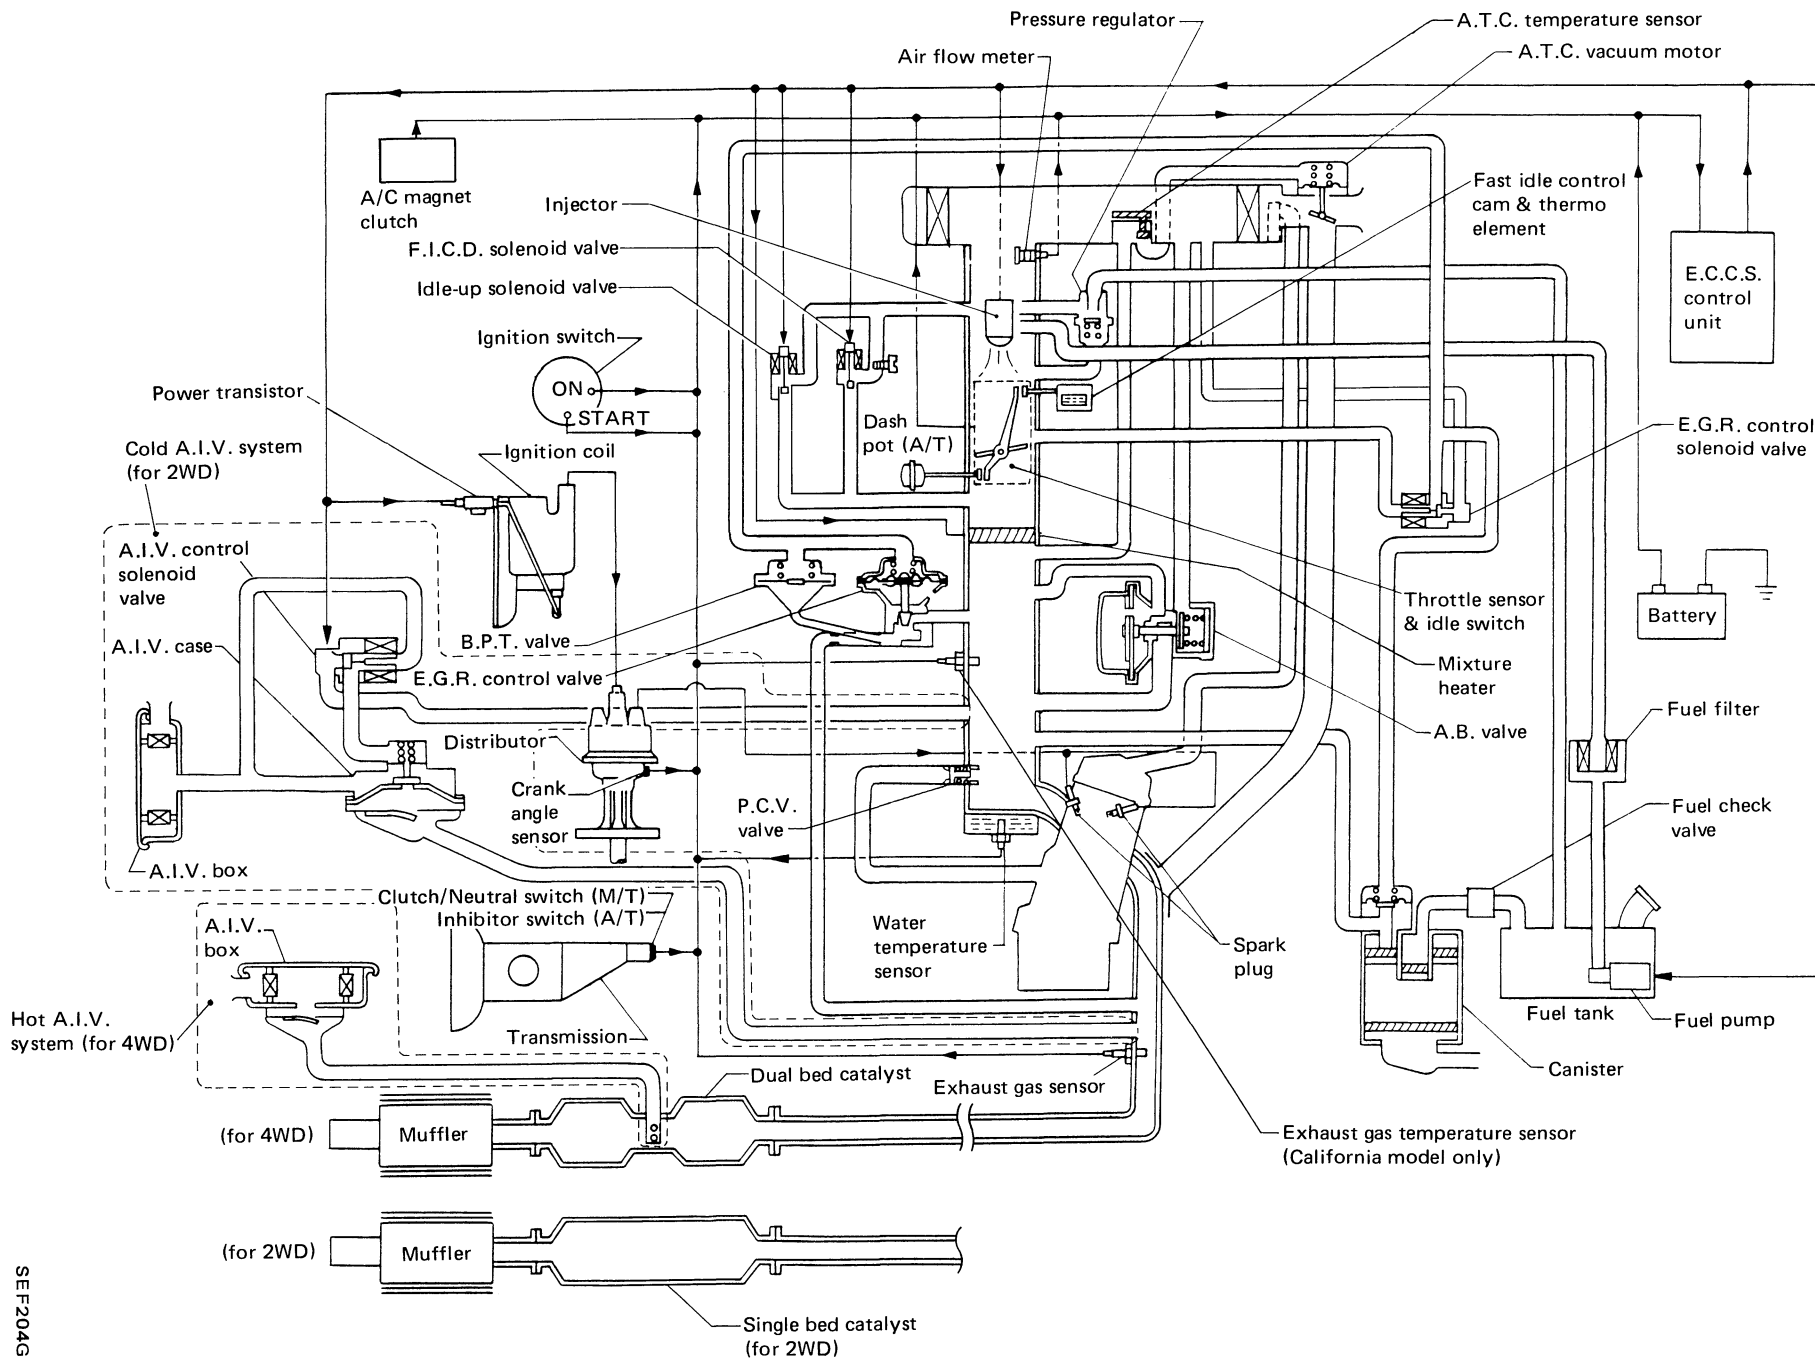 Pressure regulator
A.T.C. temperature sensor
Air flow meter
A.T.C. vacuum motor
A/C magnet
clutch
Injector
Fast idle control
cam & thermo
element
F.I.C.D. solenoid valve
Idle-up solenoid valve
E.C.C.S.
control
unit
Ignition switch
ON
START
Power transistor
Dash
pot (A/T)
Cold A.I.V. system
(for 2WD)
Ignition coil
E.G.R. control
solenoid valve
A.I.V. control
solenoid
valve
A.I.V. case
B.P.T. valve
E.G.R. control valve
Throttle sensor
& idle switch
Battery
Mixture
heater
A.B. valve
Fuel filter
Distributor
Crank
angle
sensor
P.C.V.
valve
Fuel check
valve
A.I.V. box
Clutch/Neutral switch (M/T)
Inhibitor switch (A/T)
A.I.V.
box
Water
temperature
sensor
Spark
plug
Hot A.I.V.
system (for 4WD)
Transmission
Fuel tank
Fuel pump
Canister
Dual bed catalyst
Exhaust gas sensor
(for 4WD)
Muffler
Exhaust gas temperature sensor
(California model only)
(for 2WD)
Muffler
Single bed catalyst
(for 2WD)
SEF204G